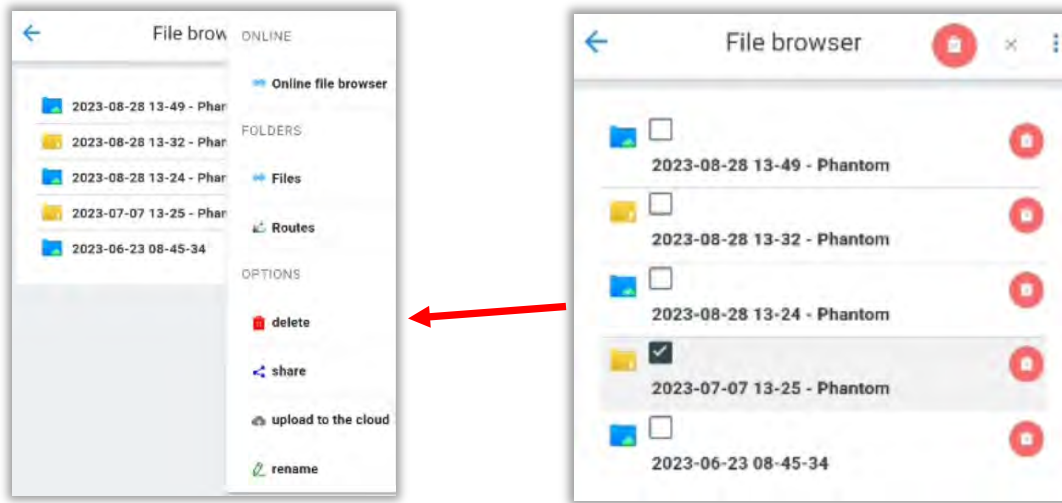 File brow
2023-08-28 13-49 - Phar
2023-08-28 13-32 - Phar
2023-08-28 13-24 - Phar
2023-07-07 13-25 - Phar
2023-06-23 08-45-34
ONLINE
Online file browser
FOLDERS
Files
Routes
OPTIONS
delete
share
upload to the cloud
rename
File browser
2023-08-28 13-49 - Phantom
2023-08-28 13-32 - Phantom
2023-08-28 13-24 - Phantom
2023-07-07 13-25 - Phantom
2023-06-23 08-45-34